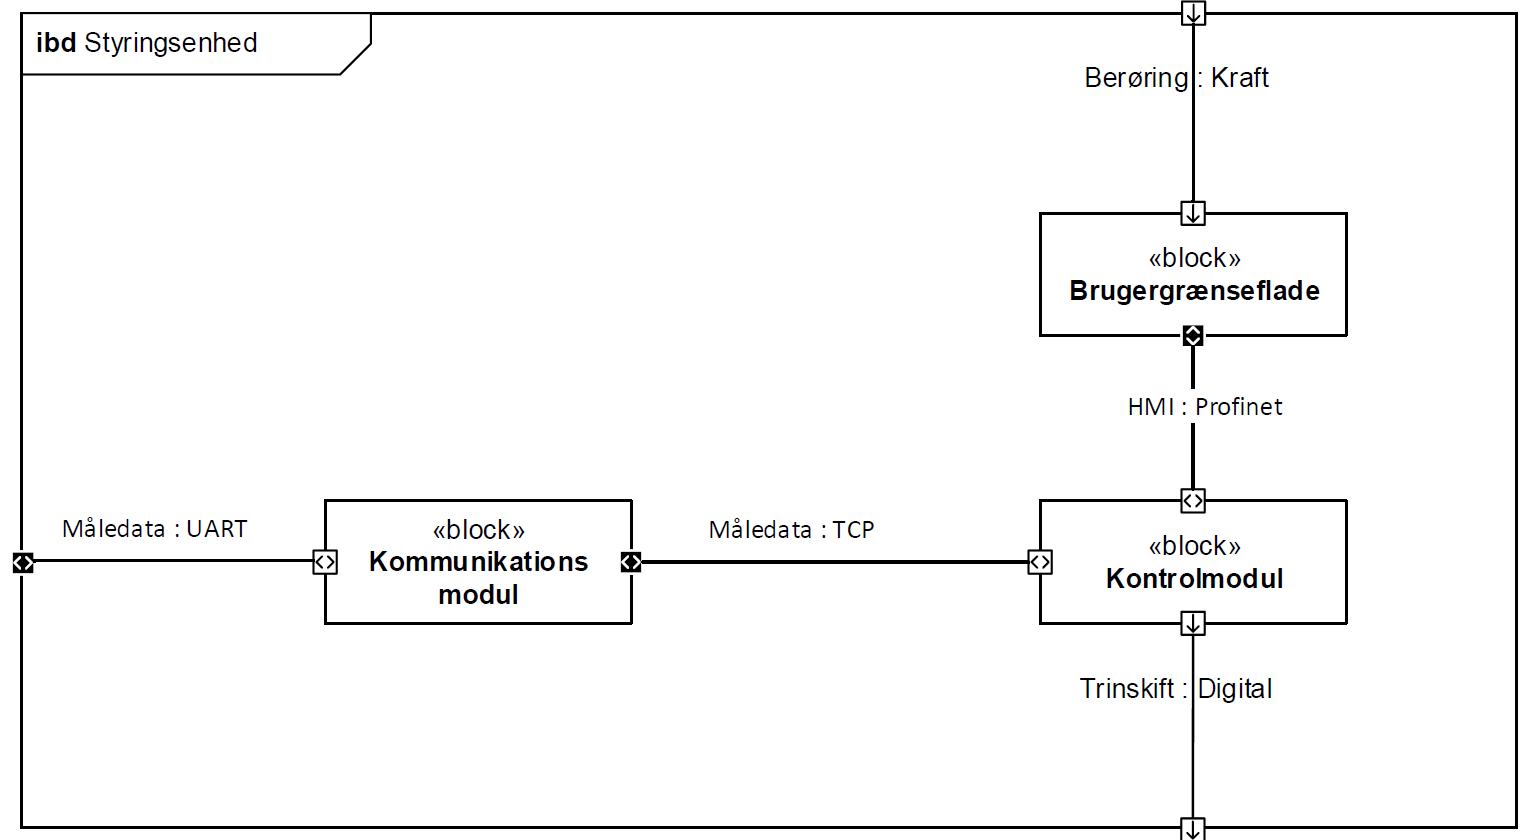 ibd Styringsenhed
Berøring : Kraft
«block»
Brugergrænseflade
HMI : Profinet
Måledata : UART
«block»
Kommunikations
modul
Måledata : TCP
«block»
Kontrolmodul
Trinskift : Digital